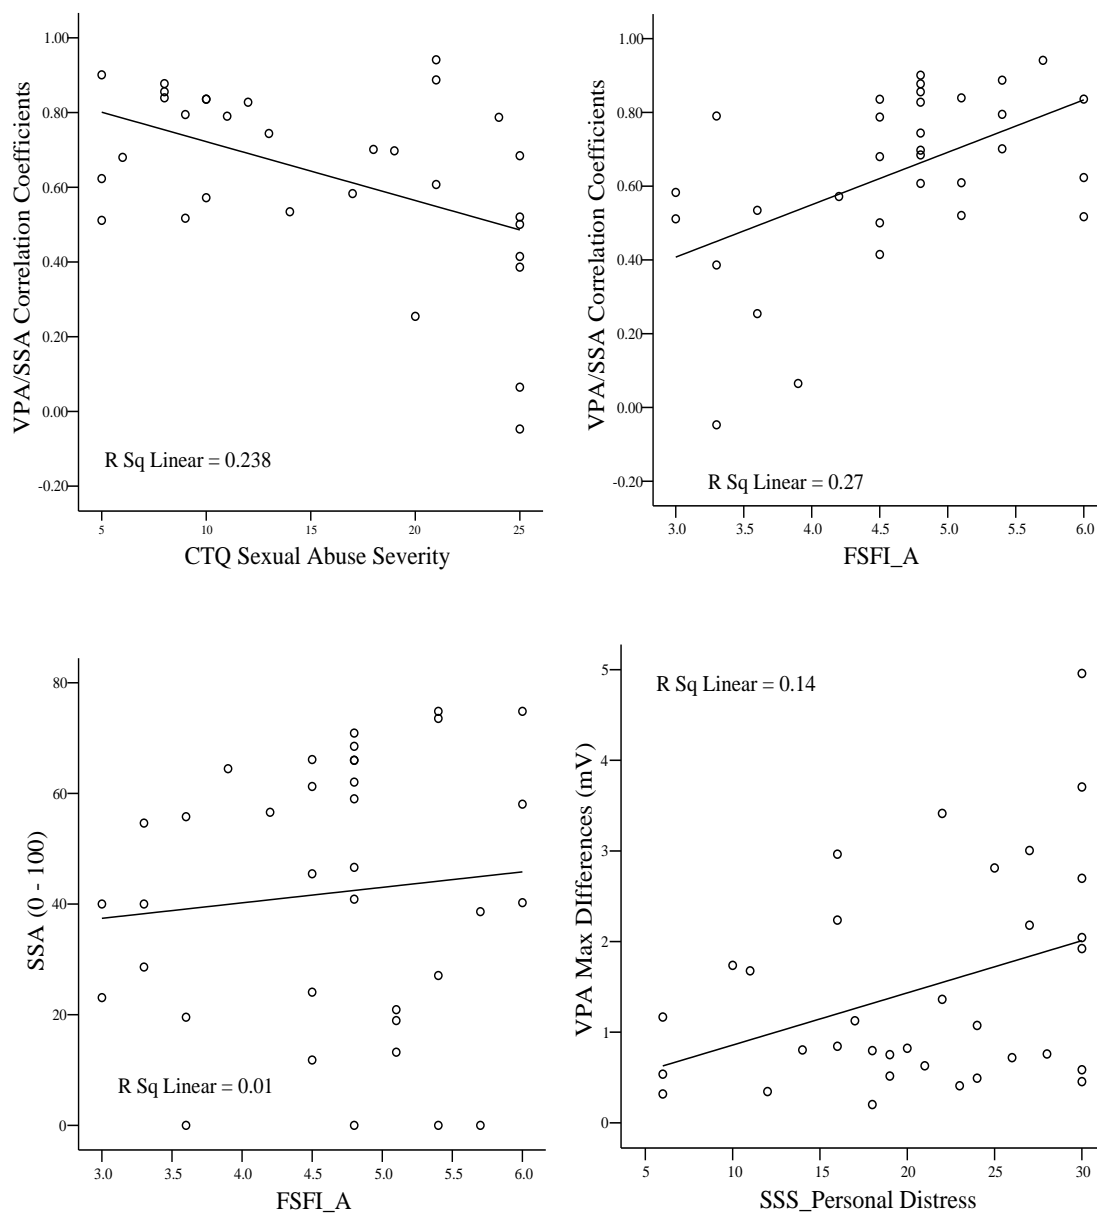 1.00
0.80
0.60
0.40
0.20
0.00
-0.20
VPA/SSA Correlation Coefficients
R Sq Linear = 0.238
5 10 15 20 25
CTQ Sexual Abuse Severity
1.00
0.80
0.60
0.40
0.20
0.00
-0.20
VPA/SSA Correlation Coefficients
R Sq Linear = 0.27
3.0 3.5 4.0 4.5 5.0 5.5 6.0
FSFI_A
80
60
40
20
0
SSA (0 - 100)
R Sq Linear = 0.01
3.0 3.5 4.0 4.5 5.0 5.5 6.0
FSFI_A
5
4
3
2
1
0
VPA Max DIfferences (mV)
R Sq Linear = 0.14
5 10 15 20 25 30
SSS_Personal Distress